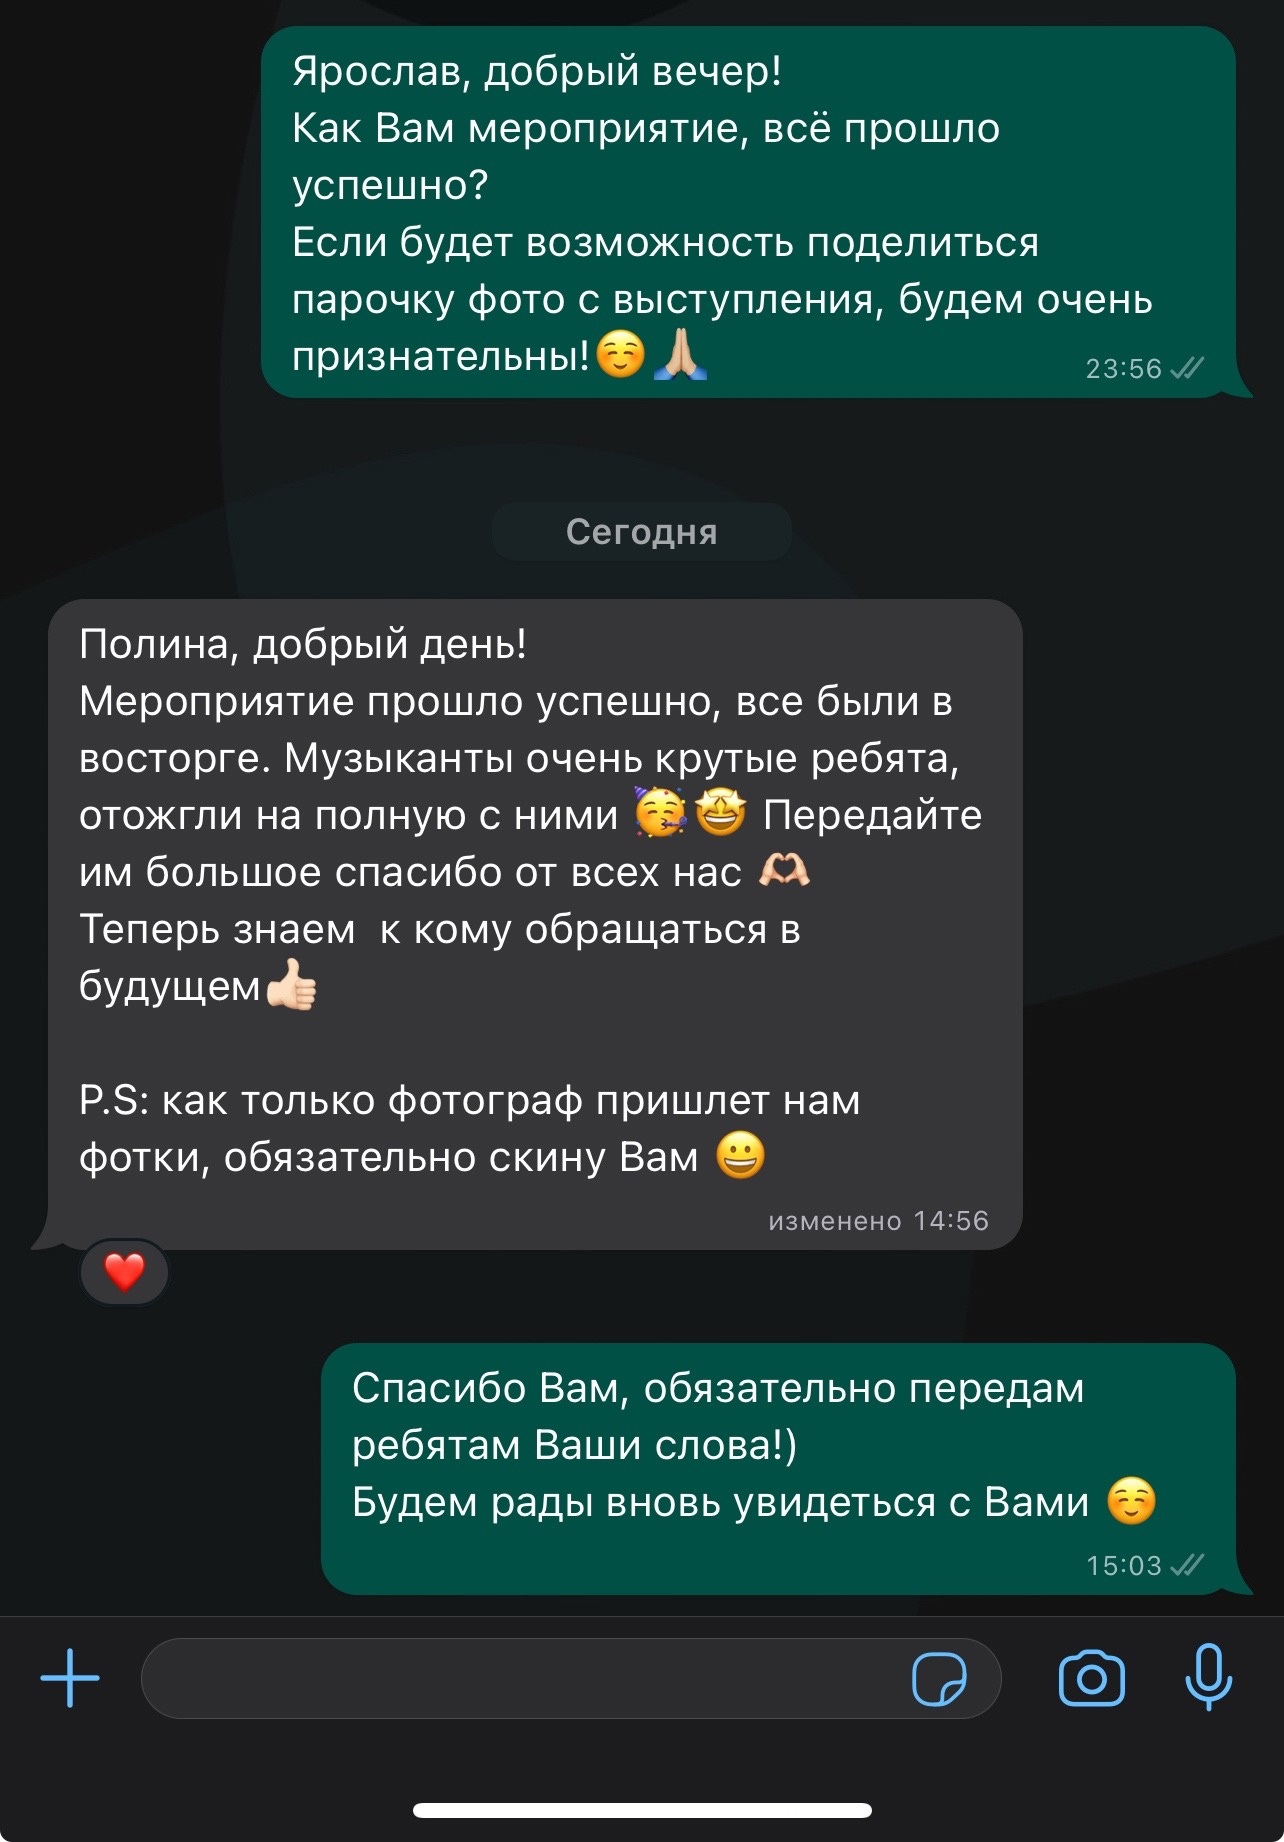 Ярослав, добрый вечер!
Как Вам мероприятие, всё прошло
успешно?
Если будет возможность поделиться
парочку фото с выступления, будем очень
признательны!☺️🙏🏼
23:56
Сегодня
Полина, добрый день!
Мероприятие прошло успешно, все были в
восторге. Музыканты очень крутые ребята,
отожгли на полную с ними 🥳🤩 Передайте
им большое спасибо от всех нас 🫶🏻
Теперь знаем  к кому обращаться в
будущем👍🏻
P.S: как только фотограф пришлет нам
фотки, обязательно скину Вам 😀
изменено 14:56
❤️
Спасибо Вам, обязательно передам
ребятам Ваши слова!)
Будем рады вновь увидеться с Вами ☺️
15:03